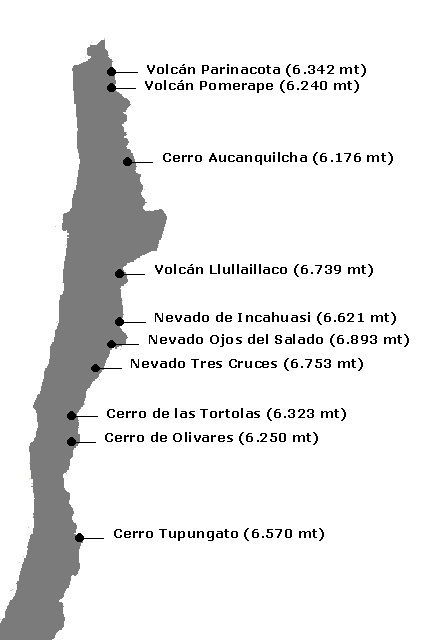 Volcán Parinacota (6.342 mt)
Volcán Pomerape (6.240 mt)
Cerro Aucanquilcha (6.176 mt)
Volcán Llullaillaco (6.739 mt)
Nevado de Incahuasi (6.621 mt)
Nevado Ojos del Salado (6.893 mt)
Nevado Tres Cruces (6.753 mt)
Cerro de las Tortolas (6.323 mt)
Cerro de Olivares (6.250 mt)
Cerro Tupungato (6.570 mt)